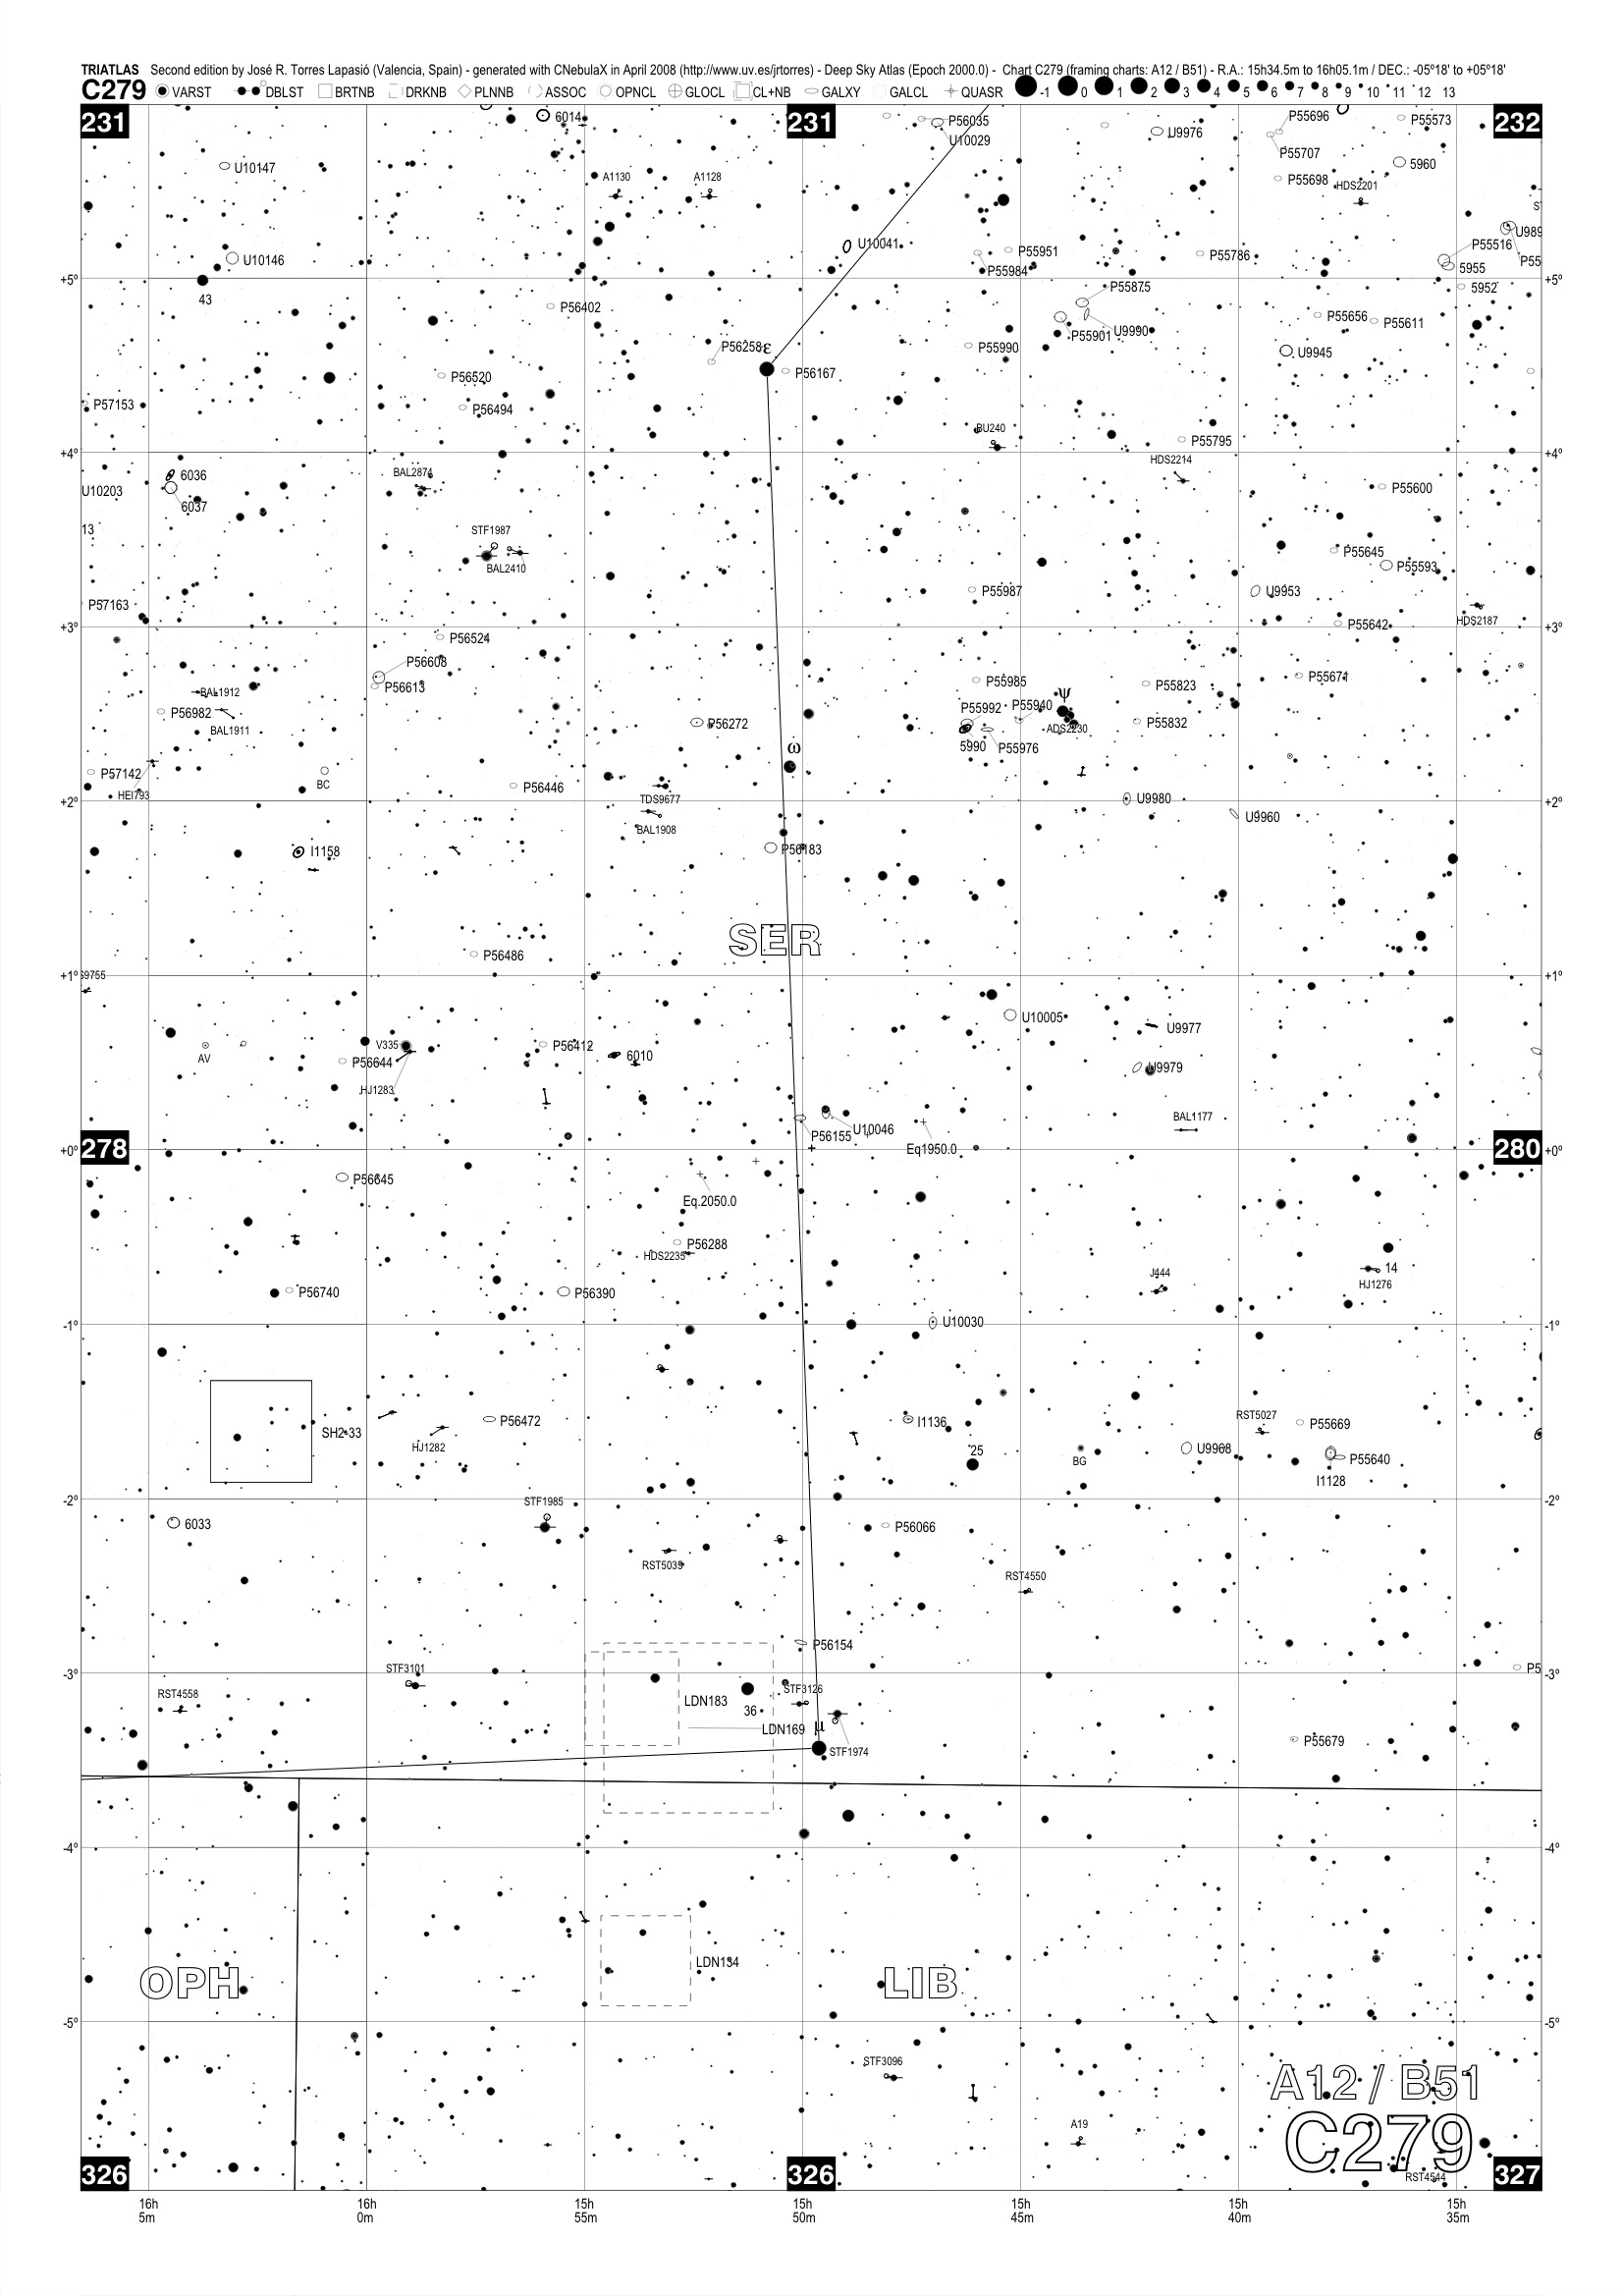 TRIATLAS Second edition by José R. Torres Lapasió (Valencia, Spain) - generated with CNebulaX in April 2008 (http://www.uv.es/jrtorres) - Deep Sky Atlas (Epoch 2000.0) - Chart C279 (framing charts: A12 / B51) - R.A.: 15h34.5m to 16h05.1m / DEC.: -05º18' to +05º18'
C279 VARST DBLST BRTNB DRKNB PLNNB ASSOC OPNCL GLOCL CL+NB GALXY GALCL QUASR -1 0 1 2 3 4 5 6 7 8 9 10 11 12 13
231 6014 231 P56035 P55696 P55573 232
U10029 U9976
P55707
U10147 5960
A1130 A1128 P55698 HDS2201
U989
U10041 P55951 P55786 P55516
U10146 P55984 5955 P55
+5º +5º
43 P55875 5952
P56402 P55656 P55611
U9990
P55901
P56258 ε P55990 U9945
P56520 P56167
P57153 P56494
BU240 P55795
+4º HDS2214 +4º
6036 BAL2874
U10203 P55600
6037
13 STF1987
P55645
BAL2410 P55593
P55987 U9953
P57163
HDS2187
+3º P56524 P55642 +3º
P56608
P56613 P55985 P55823 P55671
BAL1912 ψ
P56982 P55992 P55940
BAL1911 P56272 ADS2230 P55832
ω 5990 P55976
P57142
BC P56446
HEI793 TDS9677 U9980
+2º +2º
BAL1908 U9960
I1158 P56183
SER
P56486
+1º 59755 +1º
U10005 U9977
V335
AV P56412 6010
P56644 U9979
HJ1283
BAL1177
P56155 U10046
278 +0º Eq1950.0 280 +0º
P56645
Eq.2050.0
P56288
HDS2235
J444 14
P56740 P56390 HJ1276
-1º U10030 -1º
P56472 I1136 RST5027 P55669
SH2-33
HJ1282 25 BG U9968 P55640
I1128
-2º STF1985 -2º
6033 P56066
RST5039 RST4550
P56154
-3º STF3101 P5 -3º
RST4558 LDN183 STF3126
36
LDN169 μ P55679
STF1974
-4º -4º
LDN134
OPH LIB
-5º -5º
STF3096
A12 / B51
A19 C279
326 326 327
RST4544
16h 16h 15h 15h 15h 15h
5m 0m 55m 50m 45m 40m 35m